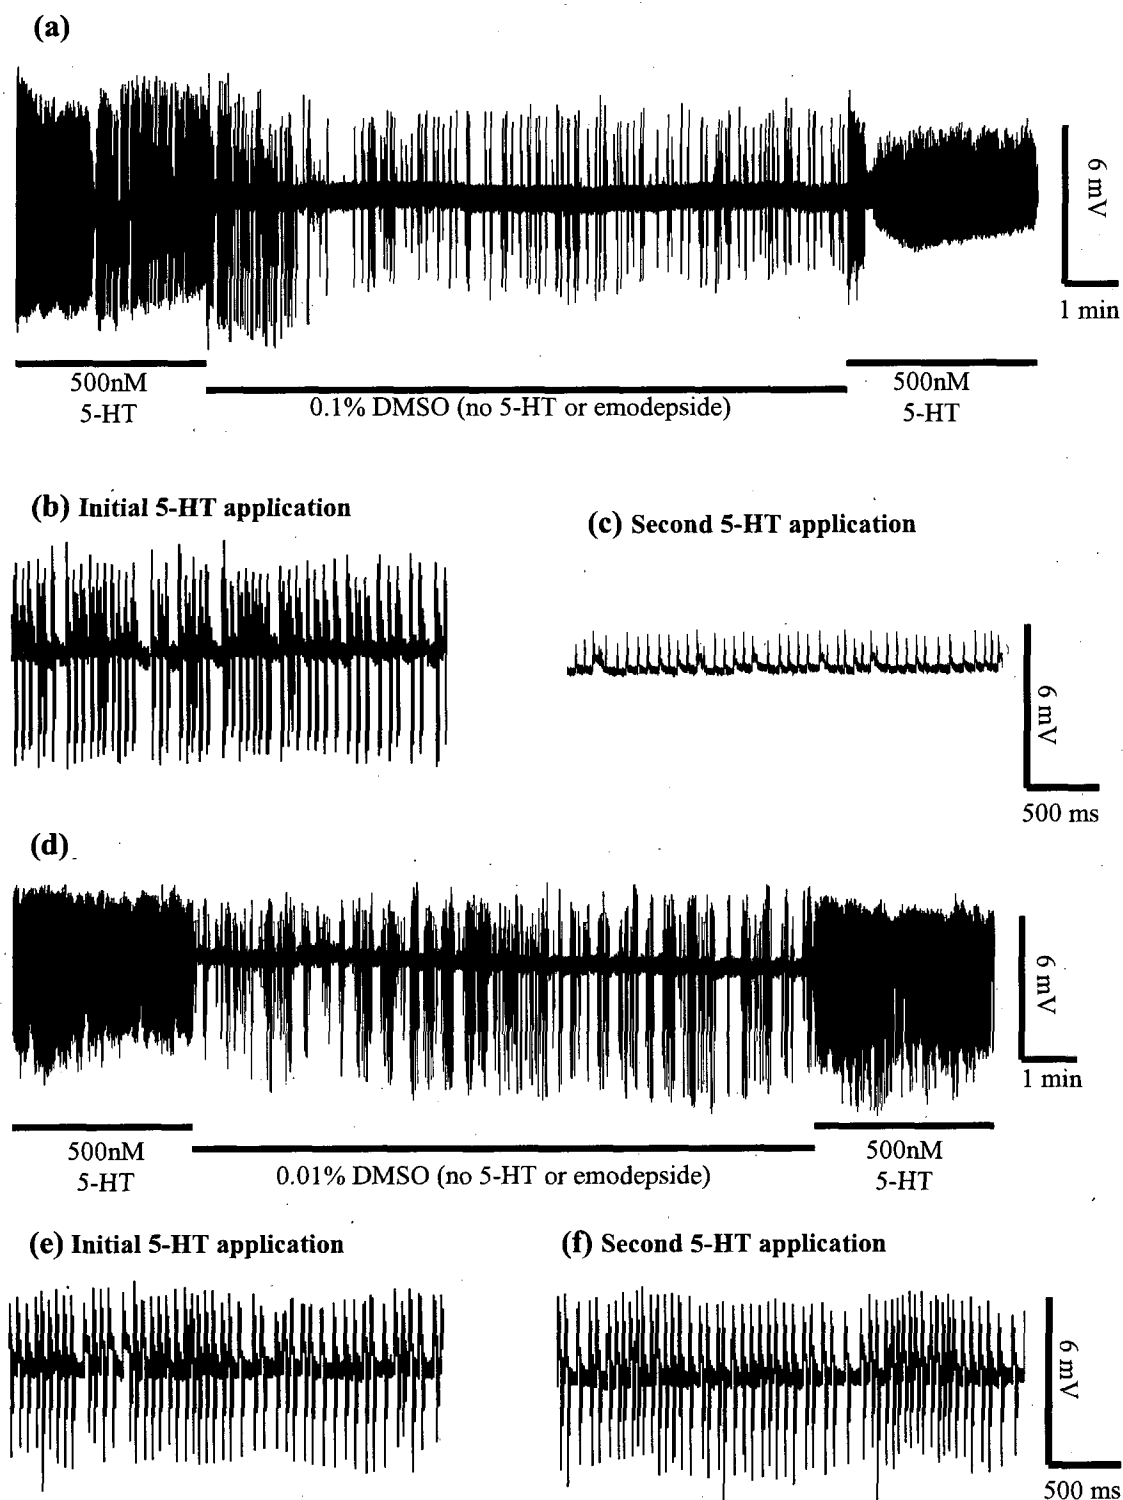 (a)
6 mV
1 min
500nM
5-HT
0.1% DMSO (no 5-HT or emodepside)
500nM
5-HT
(b) Initial 5-HT application
(c) Second 5-HT application
6 mV
500 ms
(d)
6 mV
1 min
500nM
5-HT
0.01% DMSO (no 5-HT or emodepside)
500nM
5-HT
(e) Initial 5-HT application
(f) Second 5-HT application
6 mV
500 ms